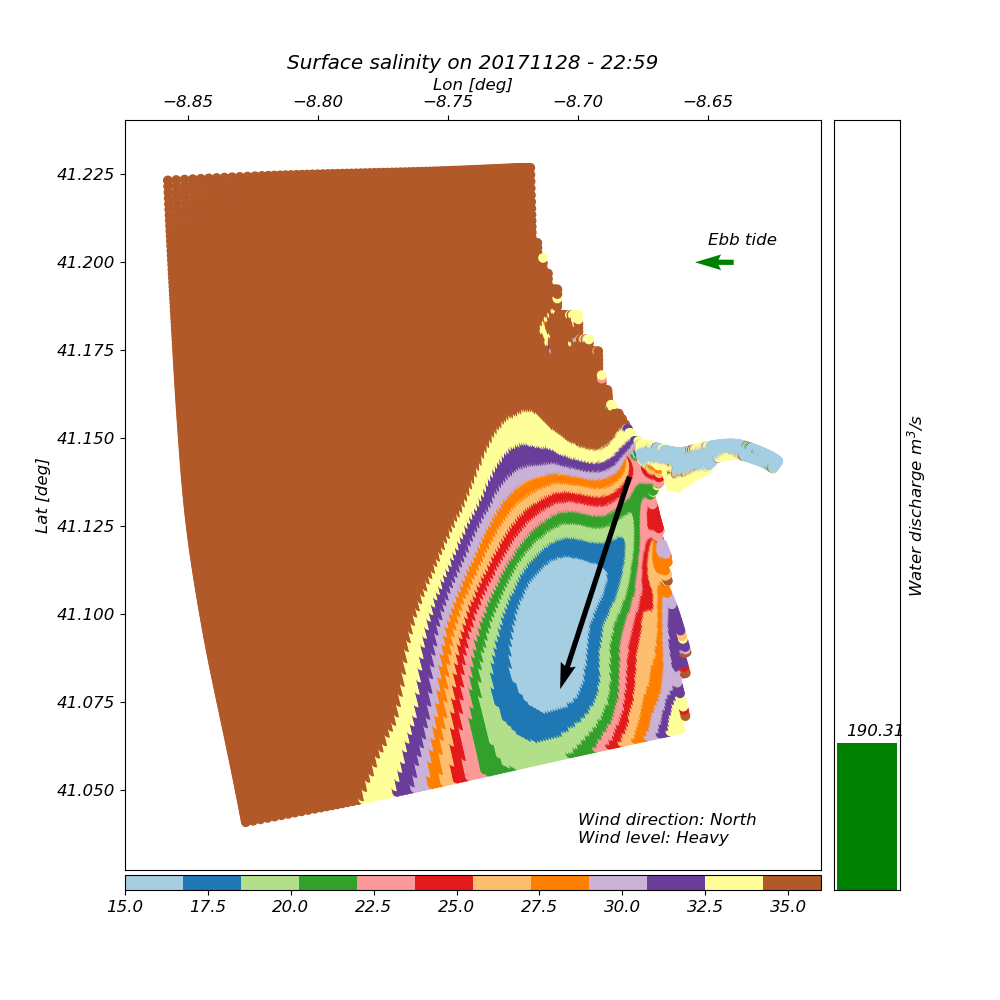 Surface salinity on 20171128 - 22:59
Lon [deg]
−8.85 −8.80 −8.75 −8.70 −8.65
41.225
41.200
41.175
41.150
41.125
41.100
41.075
41.050
Lat [deg]
Ebb tide
Wind direction: North
Wind level: Heavy
190.31
Water discharge m³/s
15.0 17.5 20.0 22.5 25.0 27.5 30.0 32.5 35.0